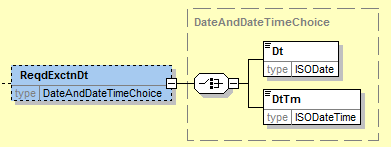 DateAndDateTimeChoice
Dt
type ISODate
ReqdExctnDt
type DateAndDateTimeChoice
DtTm
type ISODateTime